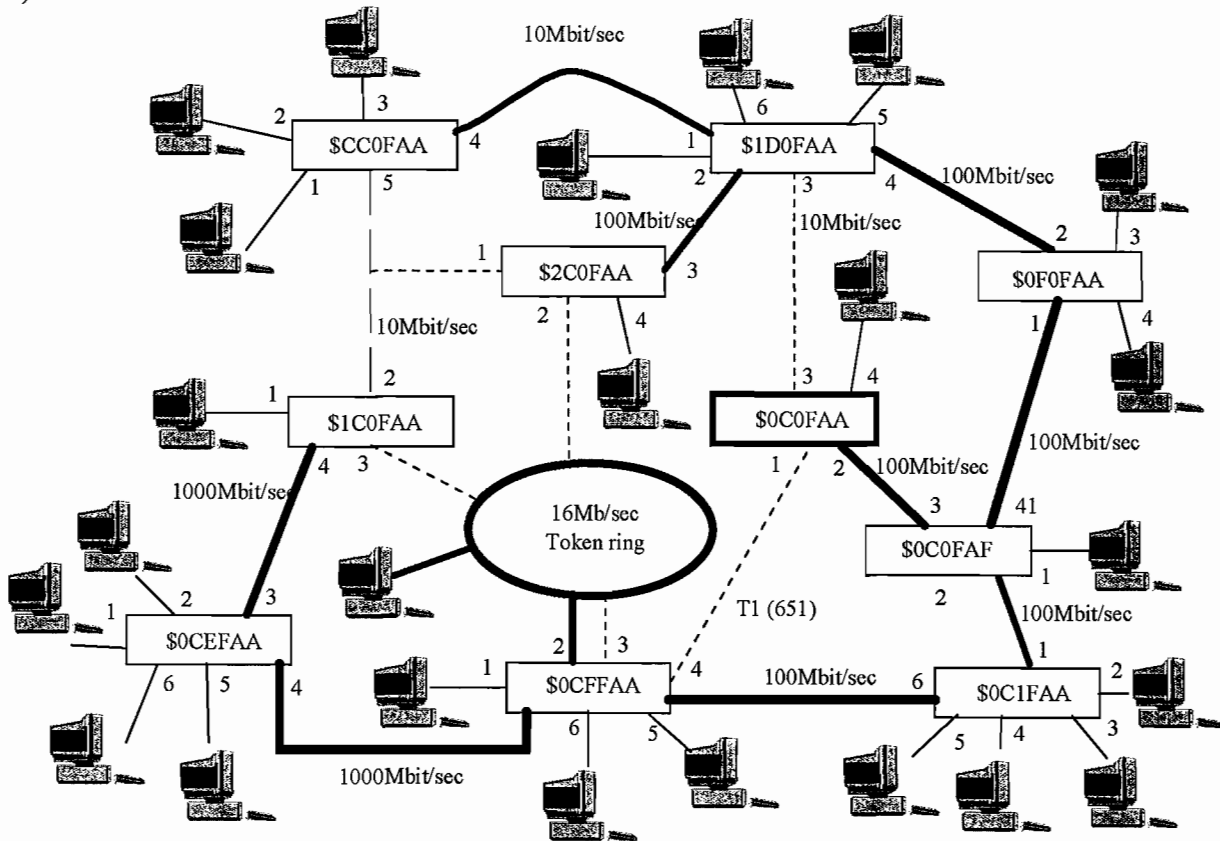 )
10Mbit/sec
6
5
3
2
4
1
$CC0FAA
$1D0FAA
1
5
2
3
4
100Mbit/sec
100Mbit/sec
10Mbit/sec
2
3
1
$2C0FAA
3
$0F0FAA
2
4
1
4
10Mbit/sec
2
3
4
1
$1C0FAA
$0C0FAA
4
3
1
2
100Mbit/sec
100Mbit/sec
1000Mbit/sec
16Mb/sec
Token ring
3
41
$0C0FAF
1
2
1
2
3
T1 (651)
100Mbit/sec
$0CEFAA
2
3
1
6
5
4
1
$0CFFAA
4
100Mbit/sec
6
$0C1FAA
2
6
5
5
4
3
1000Mbit/sec